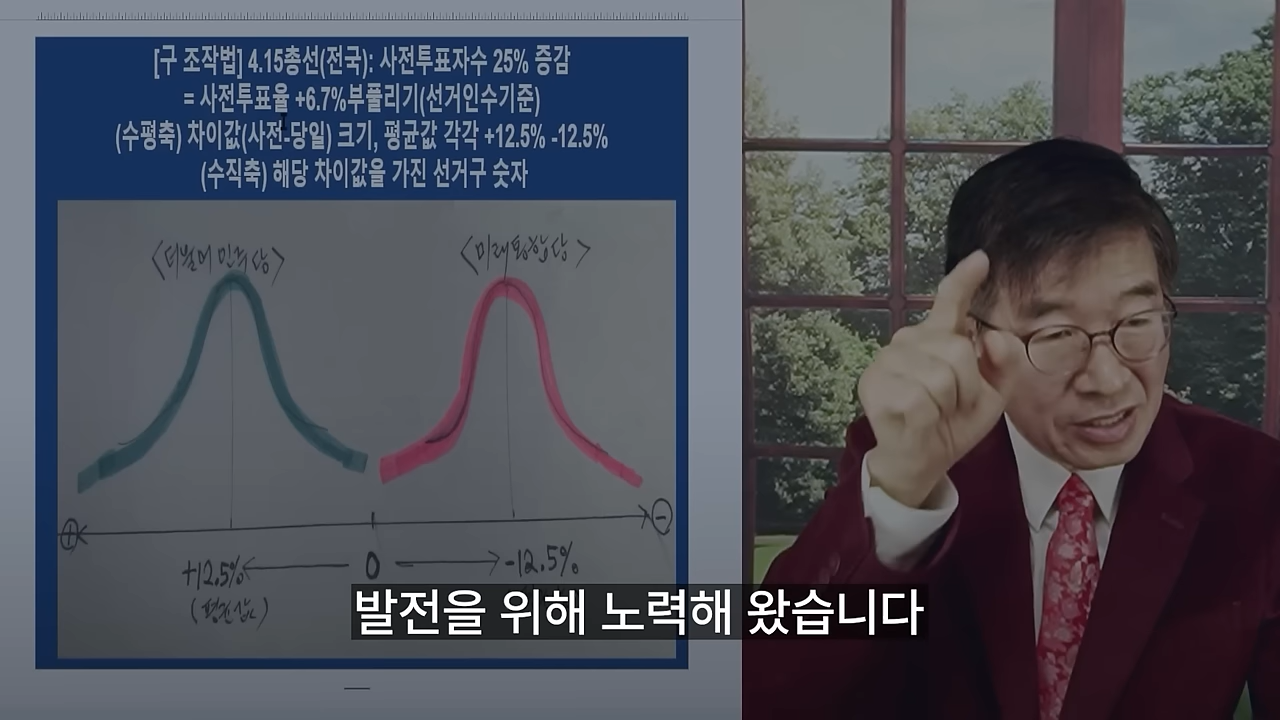 [구 조작법] 4.15총선(전국): 사전투표자수 25% 증감
= 사전투표율 +6.7%부풀리기(선거인수기준)
(수평축) 차이값(사전-당일) 크기, 평균값 각각 +12.5% -12.5%
(수직축) 해당 차이값을 가진 선거구 숫자
<더불어민주당> <미래통합당>
+ -
+12.5% 0 -12.5%
(평균값)
발전을 위해 노력해 왔습니다